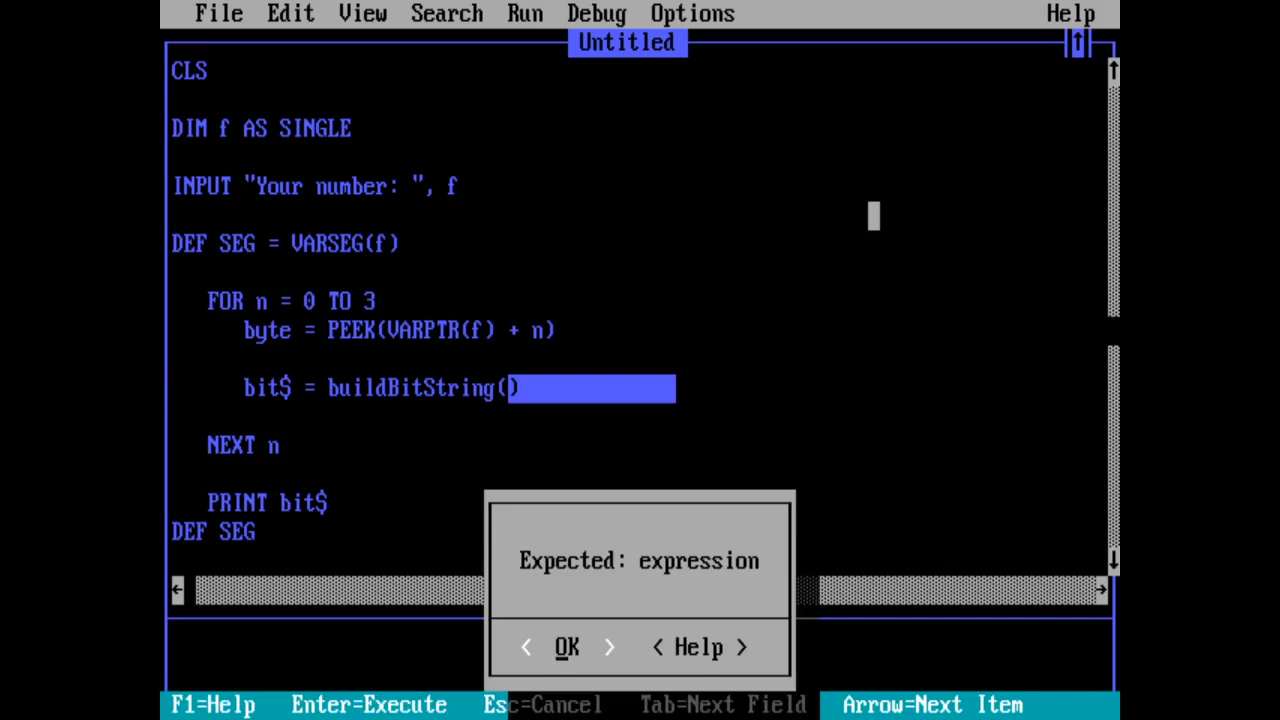 File Edit View Search Run Debug Options Help
Untitled
CLS
DIM f AS SINGLE
INPUT "Your number: ", f
DEF SEG = VARSEG(f)
FOR n = 0 TO 3
byte = PEEK(VARPTR(f) + n)
bit$ = buildBitString()
NEXT n
PRINT bit$
DEF SEG
Expected: expression
< OK > < Help >
F1=Help Enter=Execute Esc=Cancel Tab=Next Field Arrow=Next Item